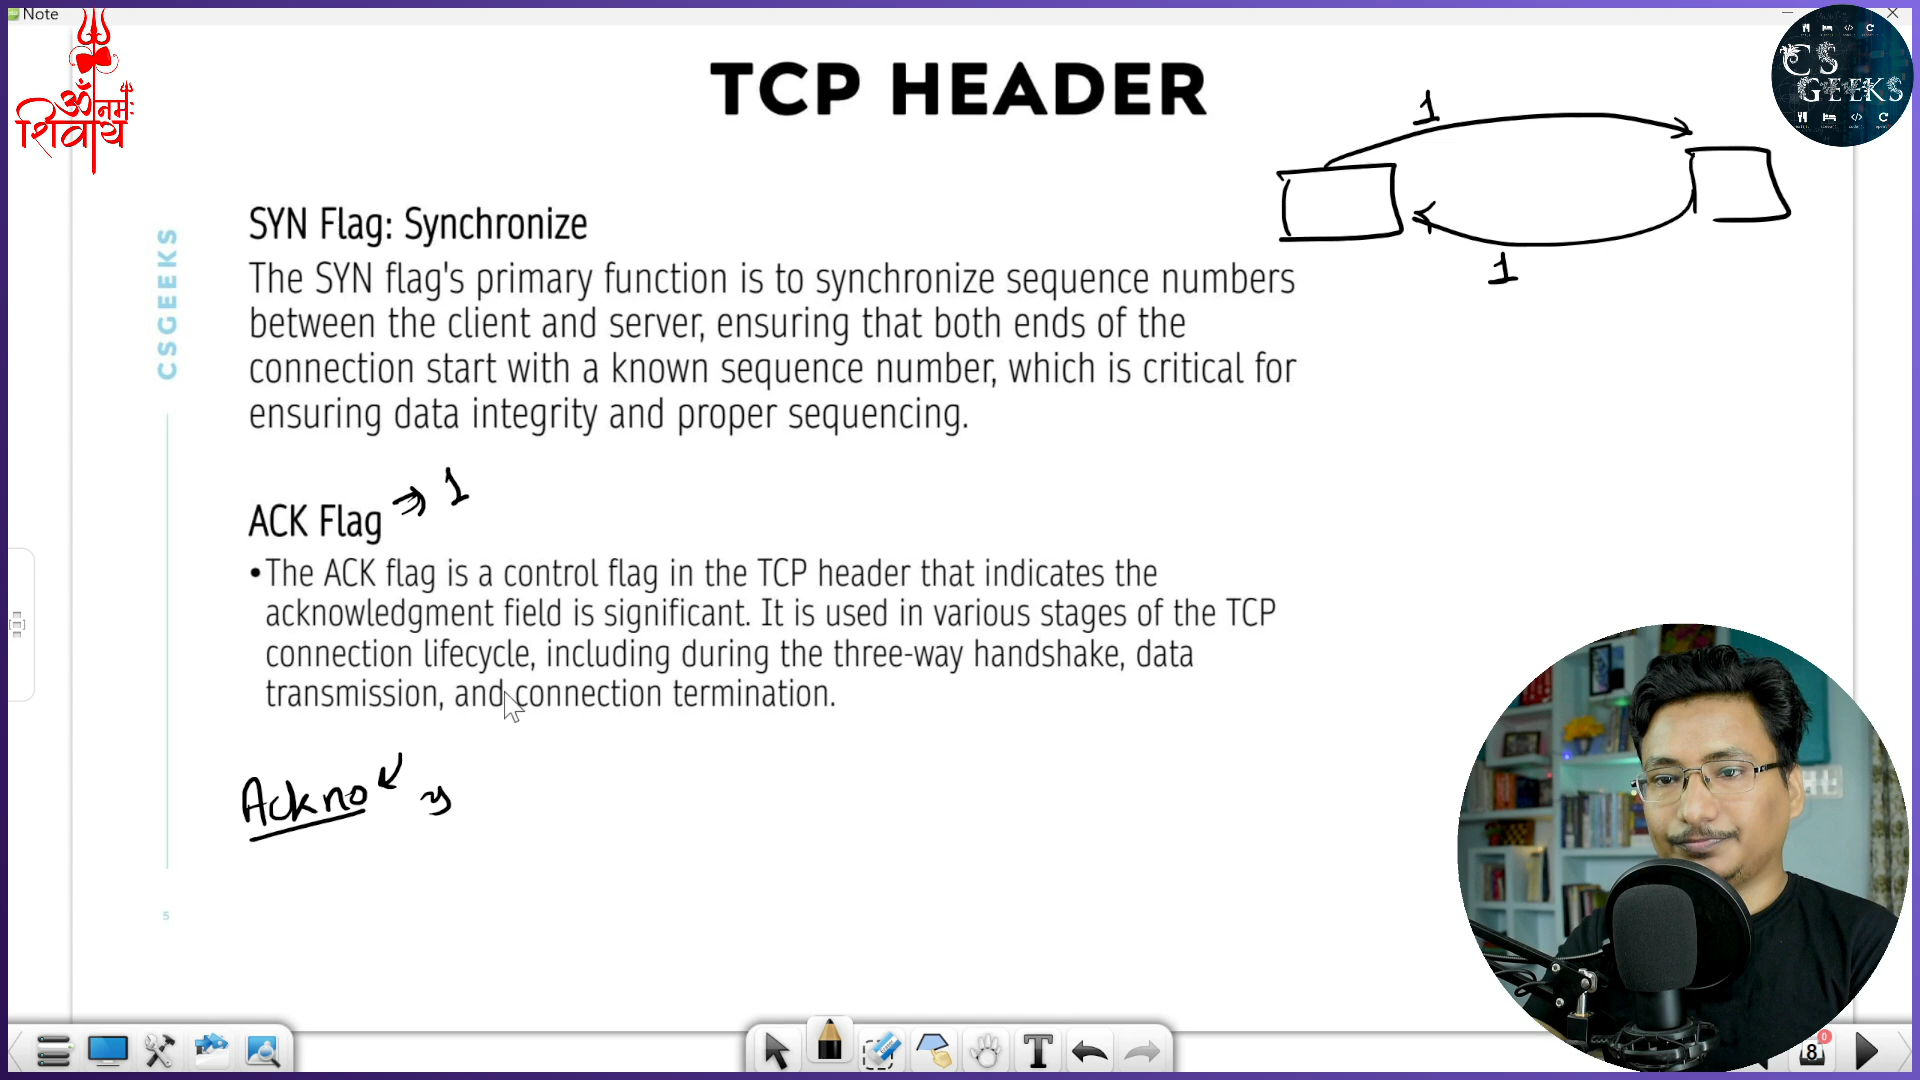 Note
ॐ नमः
शिवाय
TCP HEADER
CS
GEEKS
1
1
CSGEEKS
SYN Flag: Synchronize
The SYN flag's primary function is to synchronize sequence numbers
between the client and server, ensuring that both ends of the
connection start with a known sequence number, which is critical for
ensuring data integrity and proper sequencing.
ACK Flag ⇒ 1
•The ACK flag is a control flag in the TCP header that indicates the
acknowledgment field is significant. It is used in various stages of the TCP
connection lifecycle, including during the three-way handshake, data
transmission, and connection termination.
Ackno
5
T
8
0